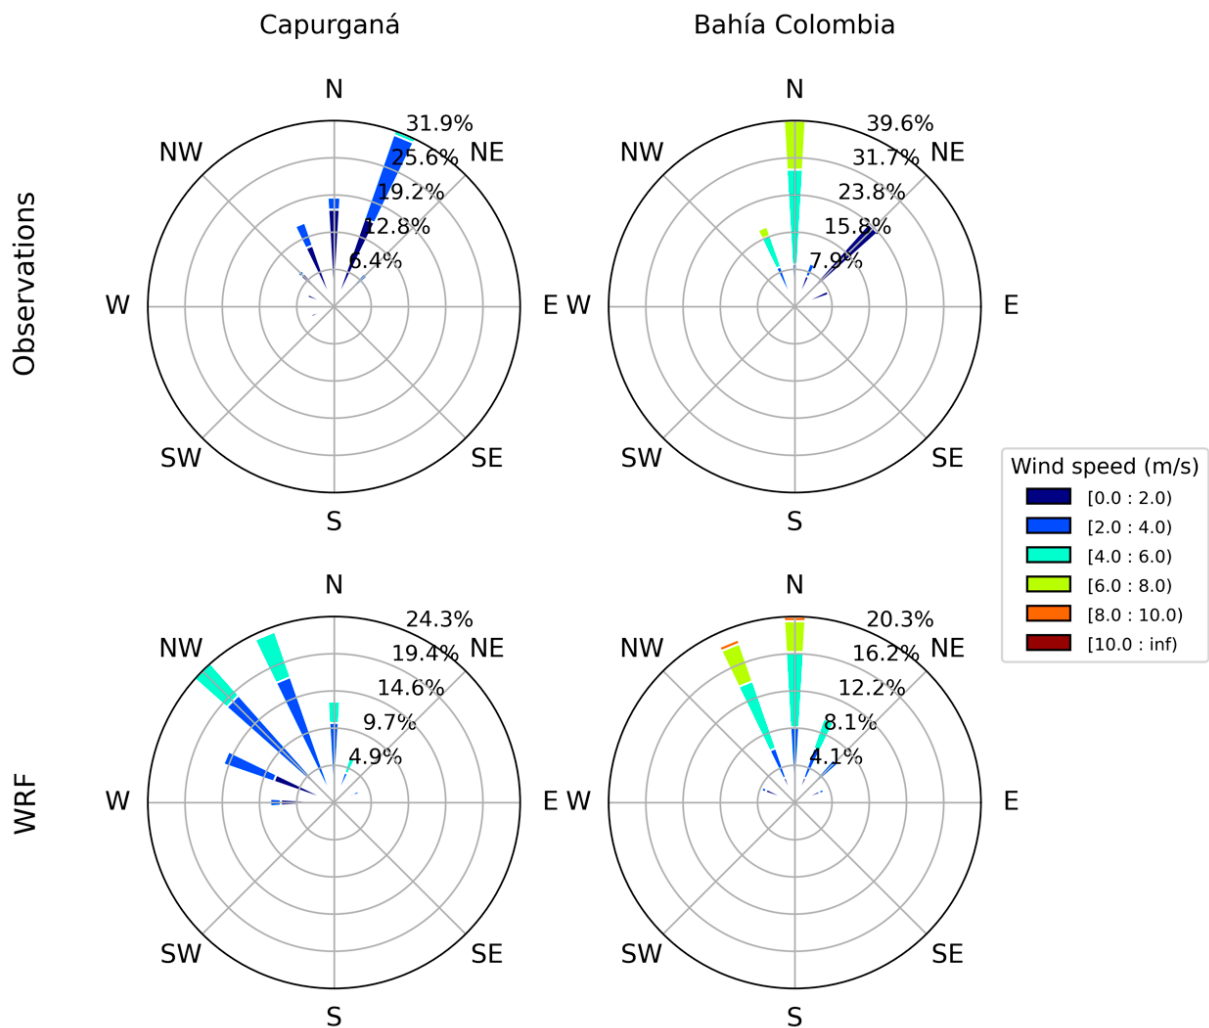 Capurganá
Bahía Colombia
Observations
N
NE
E
SE
S
SW
W
NW
31.9%
25.6%
19.2%
12.8%
6.4%
N
NE
E
SE
S
SW
W
NW
39.6%
31.7%
23.8%
15.8%
7.9%
Wind speed (m/s)
[0.0 : 2.0)
[2.0 : 4.0)
[4.0 : 6.0)
[6.0 : 8.0)
[8.0 : 10.0)
[10.0 : inf)
WRF
N
NE
E
SE
S
SW
W
NW
24.3%
19.4%
14.6%
9.7%
4.9%
N
NE
E
SE
S
SW
W
NW
20.3%
16.2%
12.2%
8.1%
4.1%